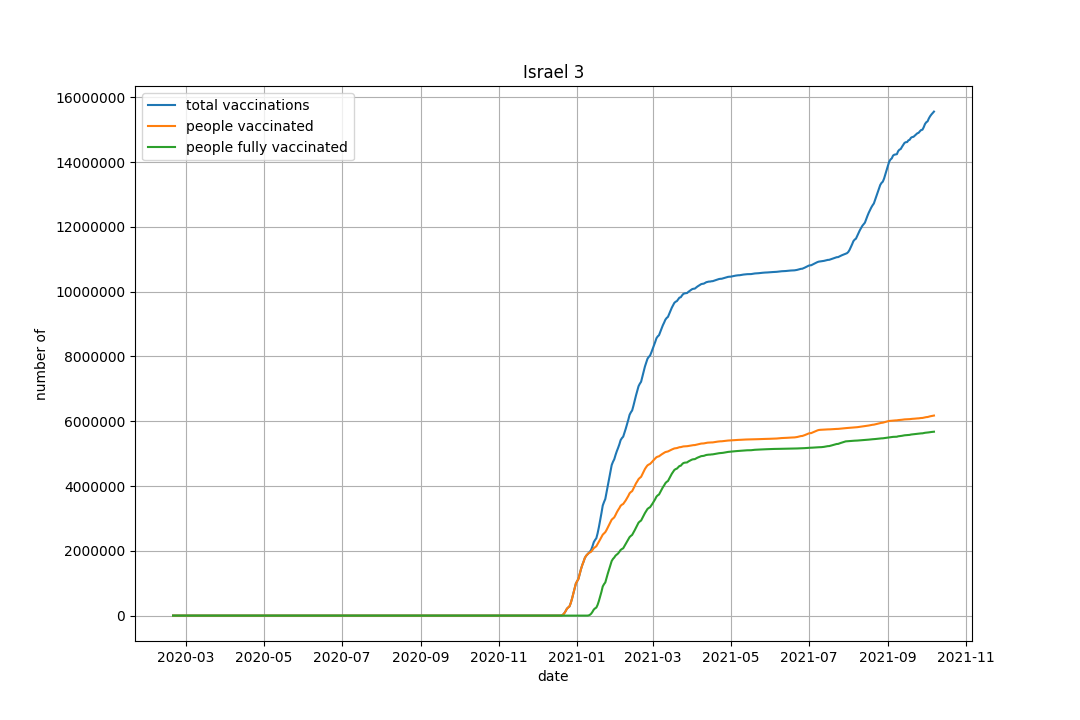 Israel 3
total vaccinations
people vaccinated
people fully vaccinated
16000000
14000000
12000000
10000000
8000000
6000000
4000000
2000000
0
number of
2020-03 2020-05 2020-07 2020-09 2020-11 2021-01 2021-03 2021-05 2021-07 2021-09 2021-11
date